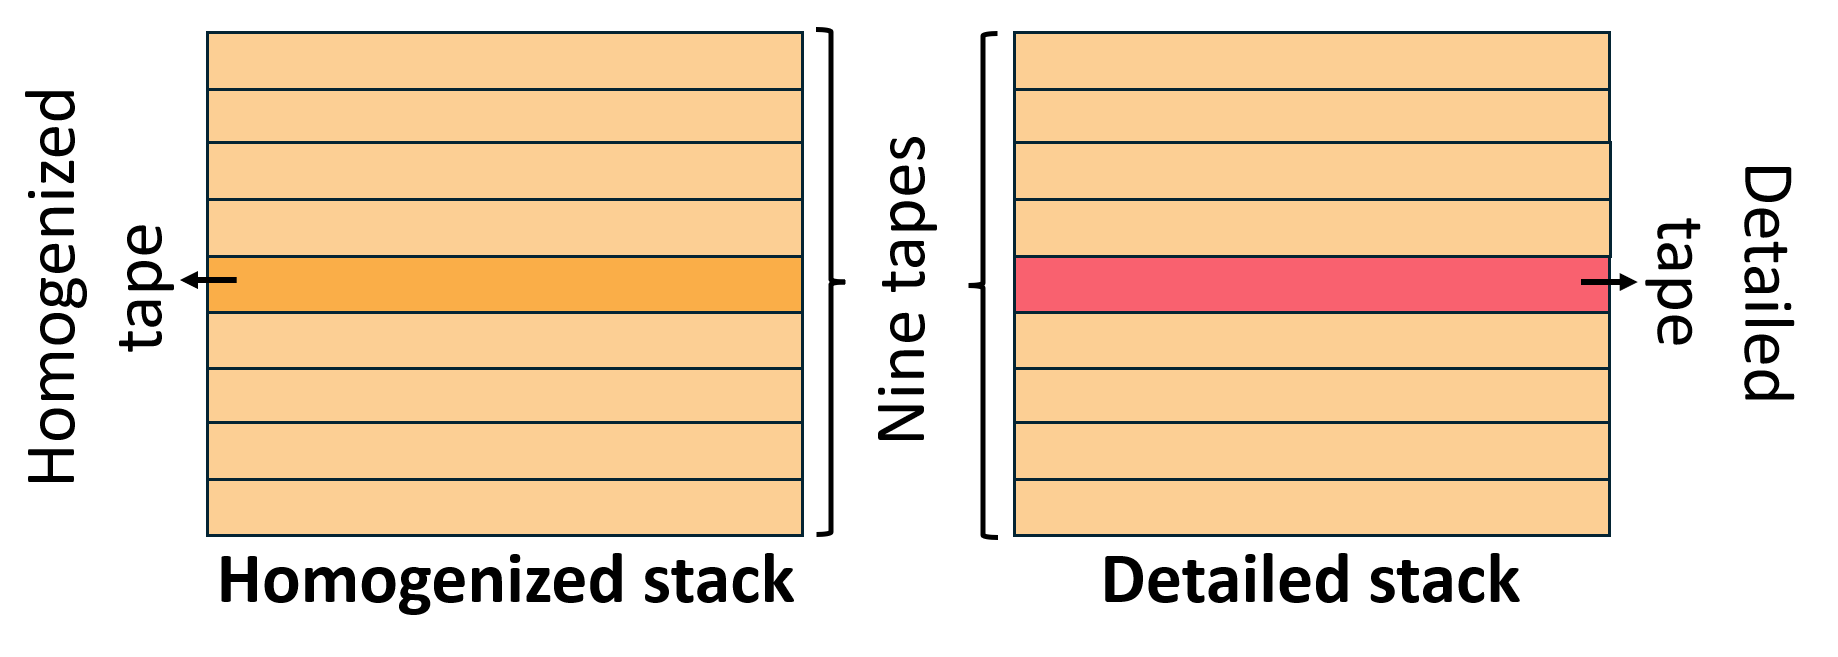 Homogenized
tape
Nine tapes
Detailed
tape
Homogenized stack
Detailed stack